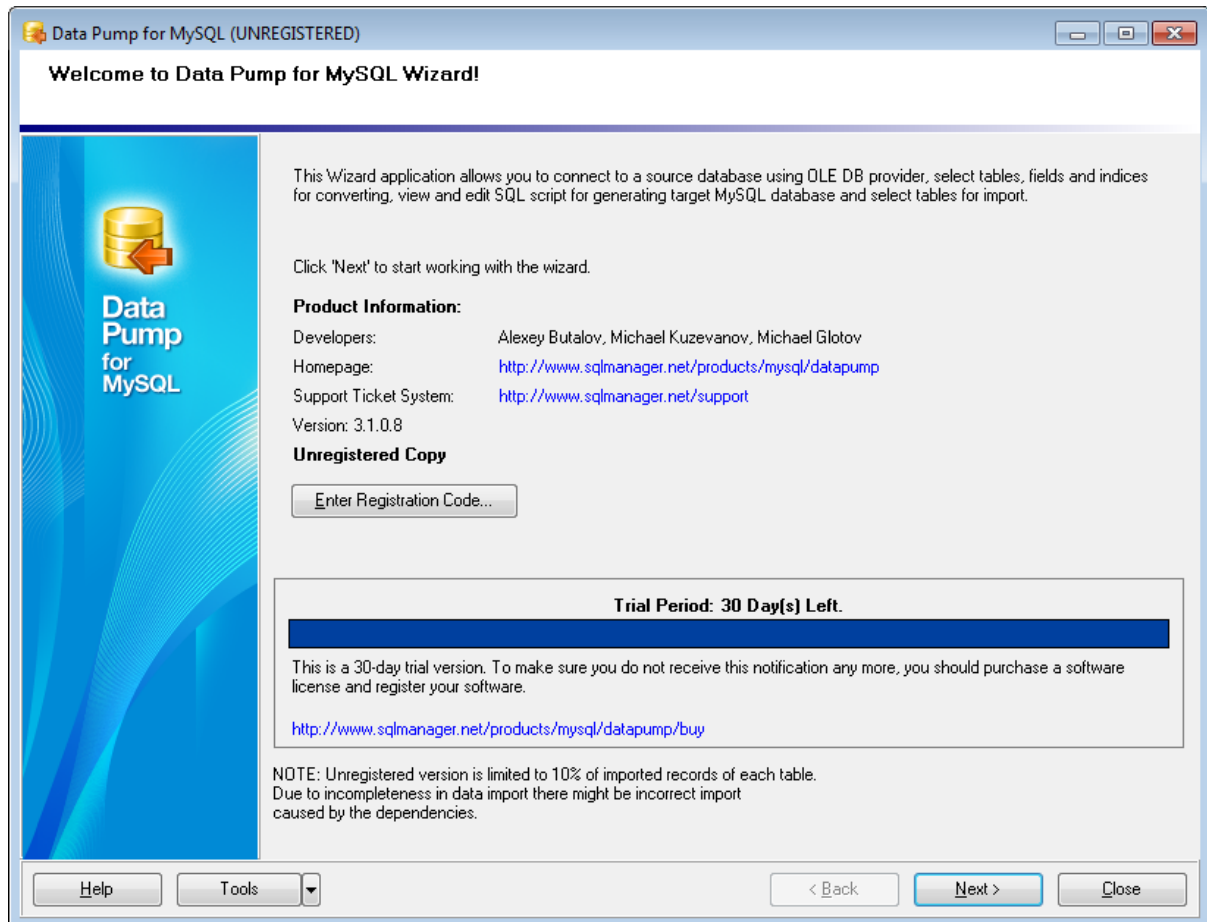 Data Pump for MySQL (UNREGISTERED)
Welcome to Data Pump for MySQL Wizard!
Data
Pump
for
MySQL
This Wizard application allows you to connect to a source database using OLE DB provider, select tables, fields and indices
for converting, view and edit SQL script for generating target MySQL database and select tables for import.
Click 'Next' to start working with the wizard.
Product Information:
Developers: Alexey Butalov, Michael Kuzevanov, Michael Glotov
Homepage: http://www.sqlmanager.net/products/mysql/datapump
Support Ticket System: http://www.sqlmanager.net/support
Version: 3.1.0.8
Unregistered Copy
Enter Registration Code...
Trial Period: 30 Day(s) Left.
This is a 30-day trial version. To make sure you do not receive this notification any more, you should purchase a software
license and register your software.
http://www.sqlmanager.net/products/mysql/datapump/buy
NOTE: Unregistered version is limited to 10% of imported records of each table.
Due to incompleteness in data import there might be incorrect import
caused by the dependencies.
Help Tools < Back Next > Close